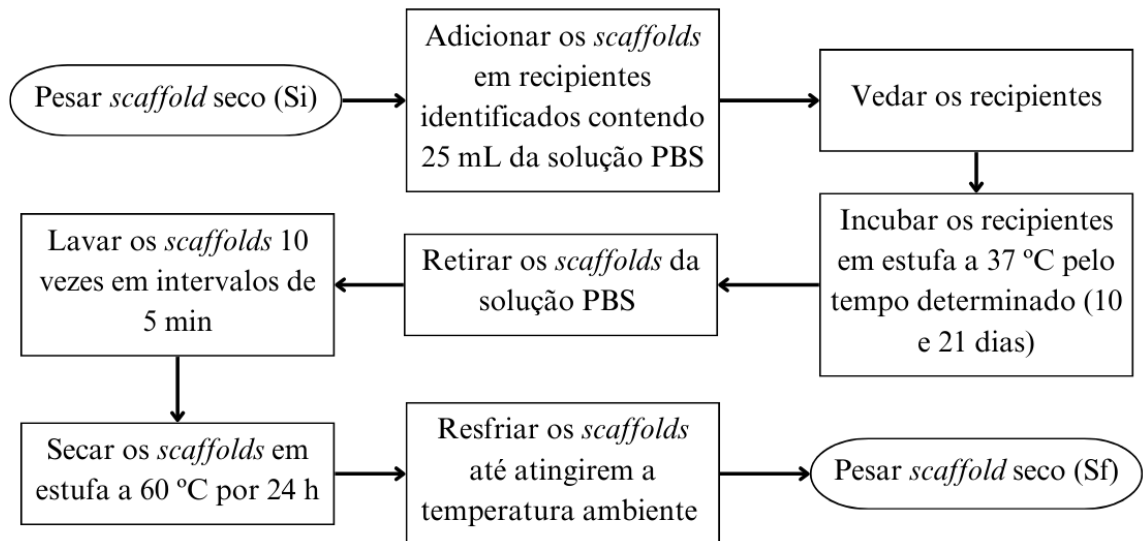 Pesar scaffold seco (Si)
Adicionar os scaffolds
em recipientes
identificados contendo
25 mL da solução PBS
Vedar os recipientes
Incubar os recipientes
em estufa a 37 ºC pelo
tempo determinado (10
e 21 dias)
Retirar os scaffolds da
solução PBS
Lavar os scaffolds 10
vezes em intervalos de
5 min
Secar os scaffolds em
estufa a 60 ºC por 24 h
Resfriar os scaffolds
até atingirem a
temperatura ambiente
Pesar scaffold seco (Sf)